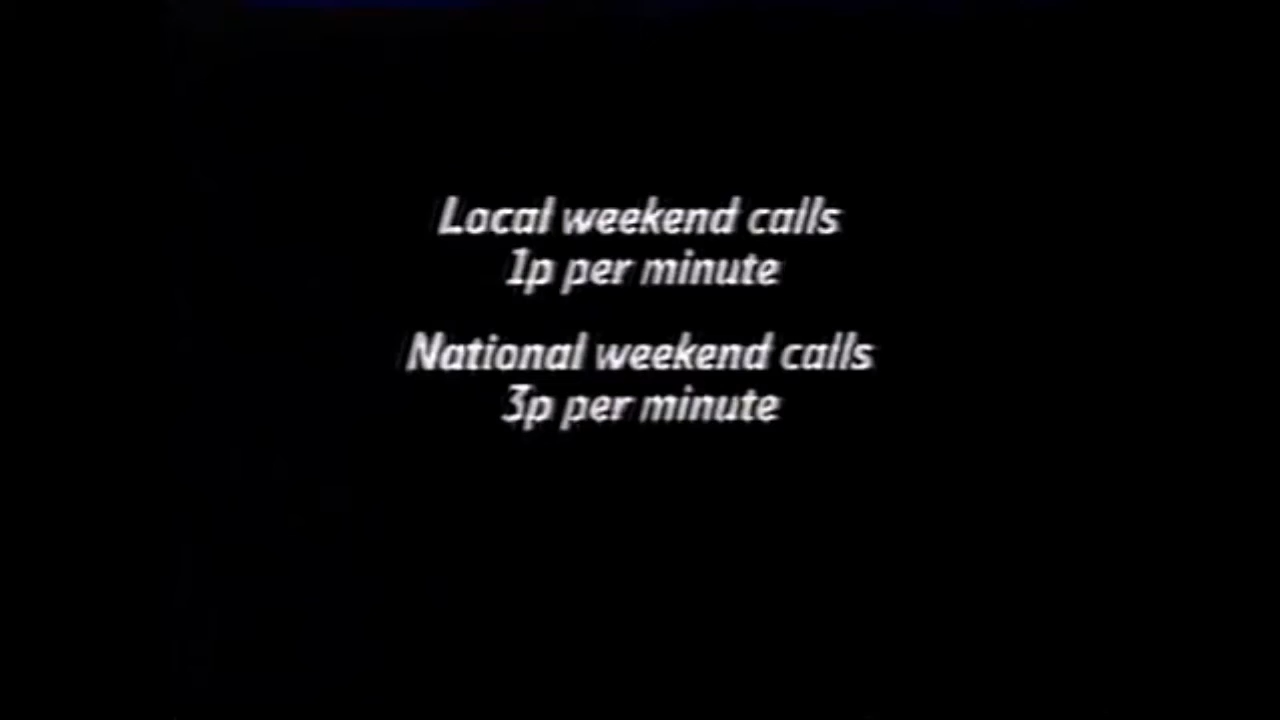 Local weekend calls
1p per minute
National weekend calls
3p per minute